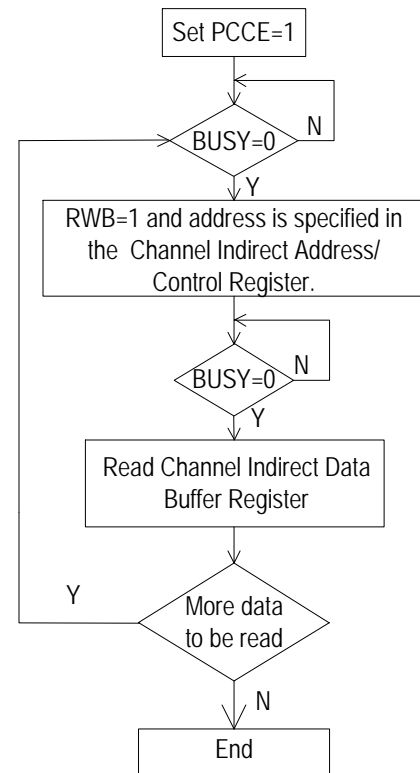 Set PCCE=1
BUSY=0
N
Y
RWB=1 and address is specified in
the Channel Indirect Address/
Control Register.
BUSY=0
N
Y
Read Channel Indirect Data
Buffer Register
Y
More data
to be read
N
End